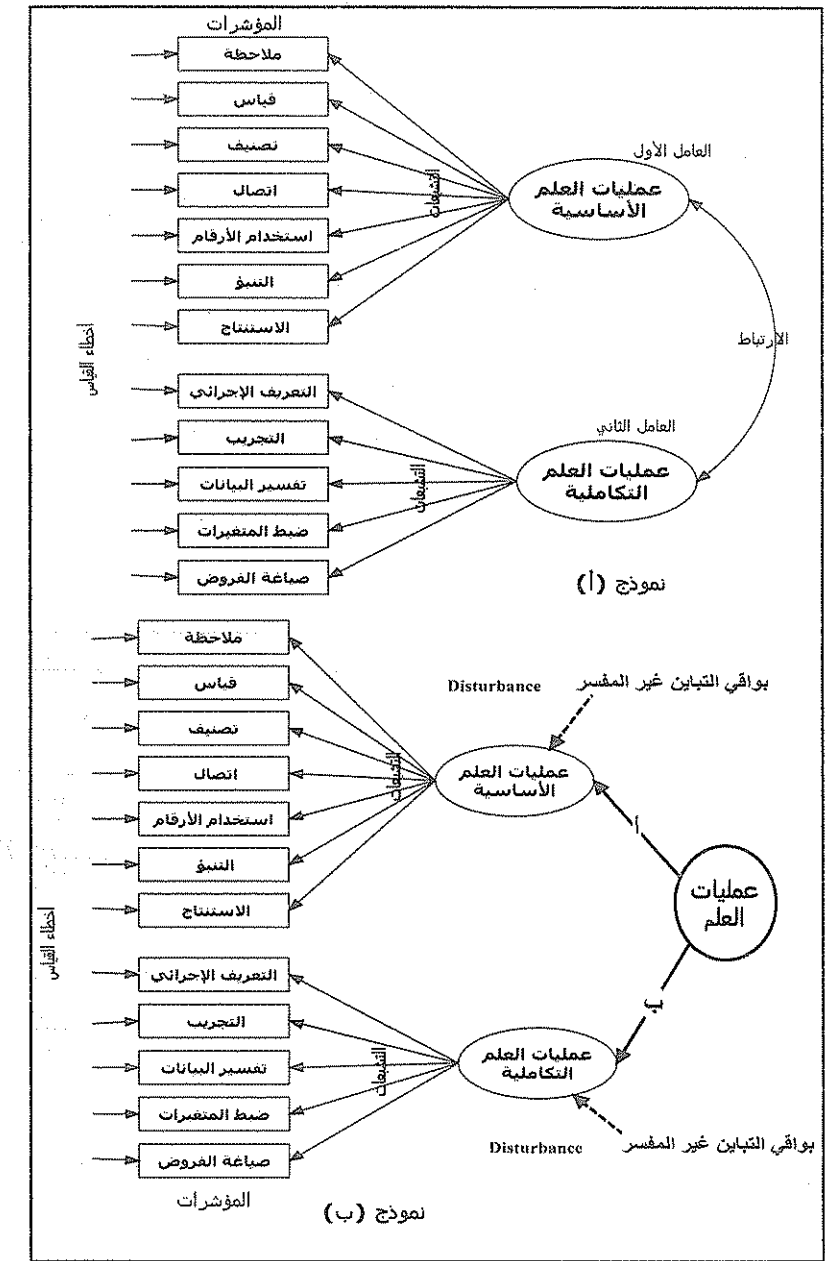 المؤشرات
ملاحظة
قياس
تصنيف
اتصال
استخدام الأرقام
التنبؤ
الاستنتاج
التشبعات
العامل الأول
عمليات العلم
الأساسية
الارتباط
أخطاء القياس
التعريف الإجرائي
التجريب
تفسير البيانات
ضبط المتغيرات
صياغة الفروض
التشبعات
العامل الثاني
عمليات العلم
التكاملية
نموذج (أ)
ملاحظة
قياس
تصنيف
اتصال
استخدام الأرقام
التنبؤ
الاستنتاج
التشبعات
بواقي التباين غير المفسر Disturbance
عمليات العلم
الأساسية
أ
عمليات
العلم
ب
أخطاء القياس
التعريف الإجرائي
التجريب
تفسير البيانات
ضبط المتغيرات
صياغة الفروض
التشبعات
عمليات العلم
التكاملية
بواقي التباين غير المفسر Disturbance
المؤشرات
نموذج (ب)